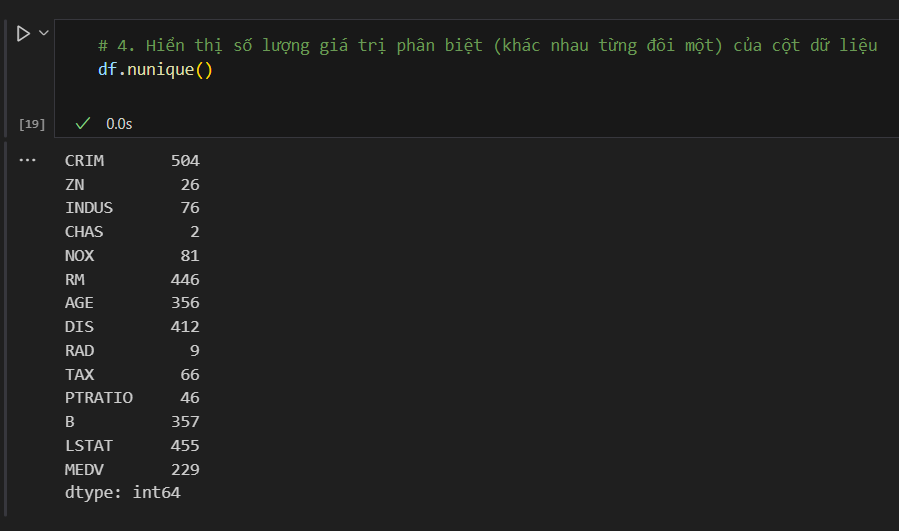 # 4. Hiển thị số lượng giá trị phân biệt (khác nhau từng đôi một) của cột dữ liệu
df.nunique()
[19]
0.0s
...
CRIM 504
ZN 26
INDUS 76
CHAS 2
NOX 81
RM 446
AGE 356
DIS 412
RAD 9
TAX 66
PTRATIO 46
B 357
LSTAT 455
MEDV 229
dtype: int64